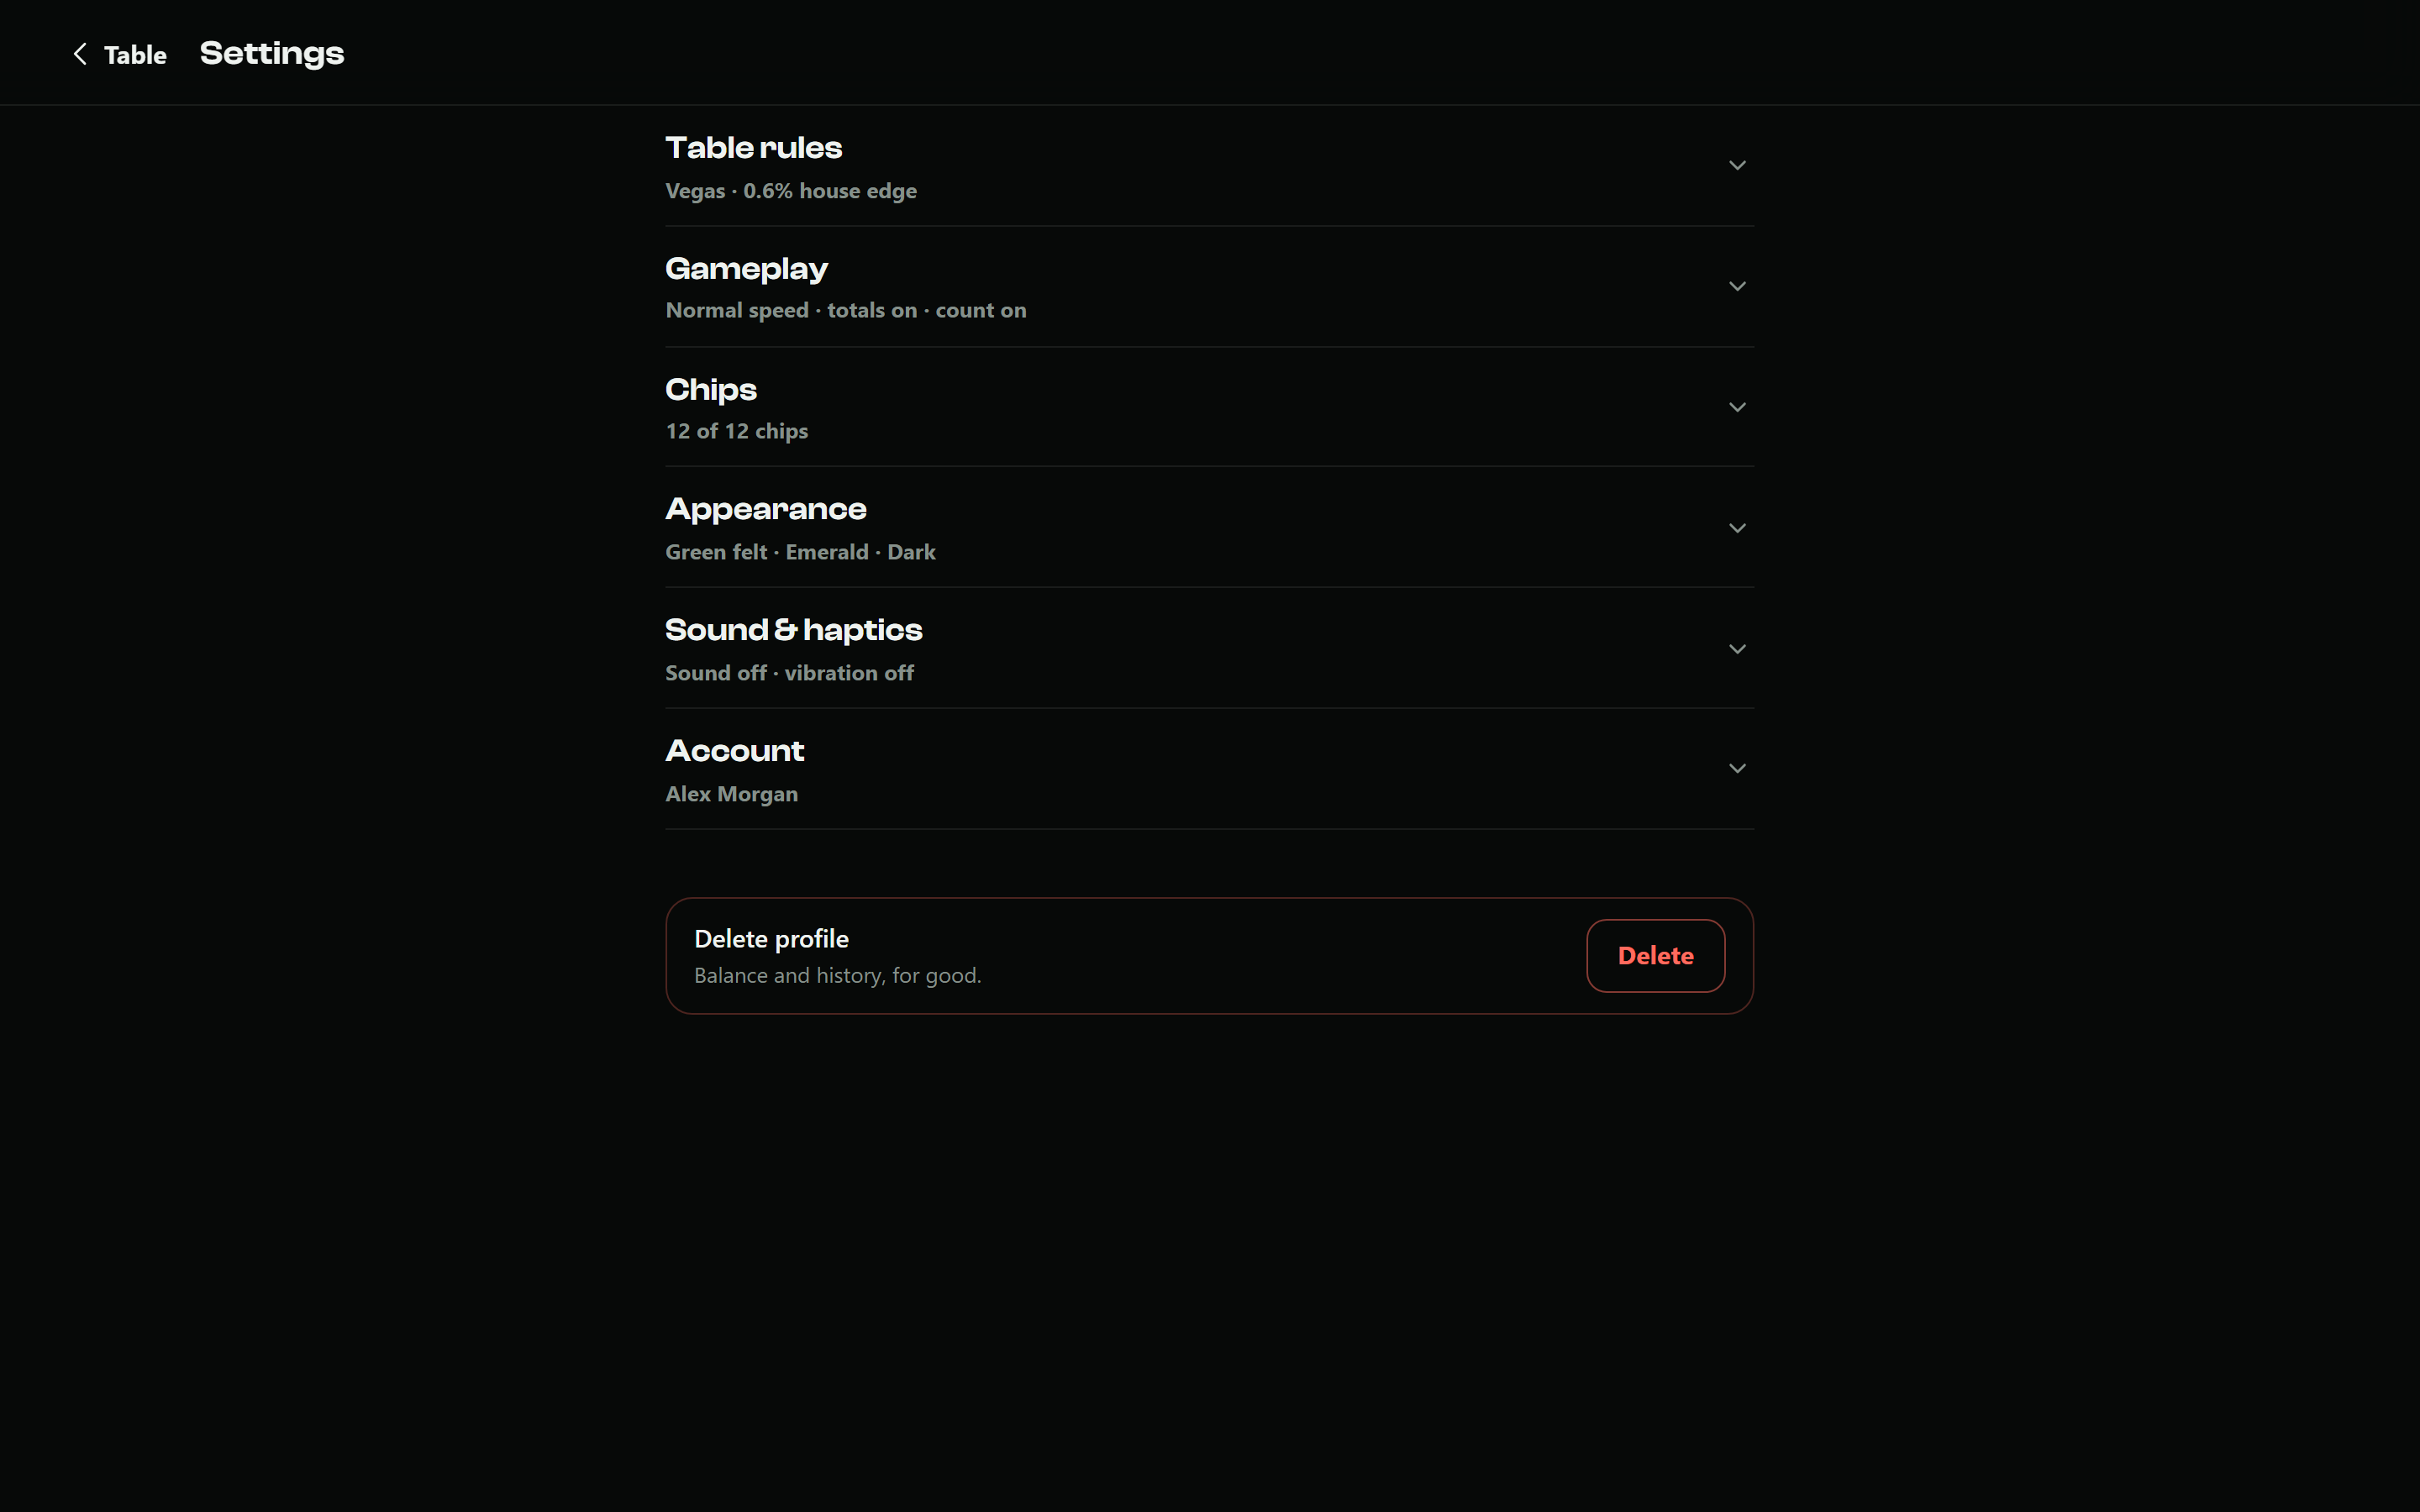 Table Settings
Table rules
Vegas · 0.6% house edge
Gameplay
Normal speed · totals on · count on
Chips
12 of 12 chips
Appearance
Green felt · Emerald · Dark
Sound & haptics
Sound off · vibration off
Account
Alex Morgan
Delete profile
Balance and history, for good.
Delete